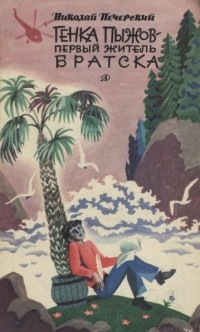 Николай Печерский
ГЕНКА ПЫЖОВ-
ПЕРВЫЙ ЖИТЕЛЬ
БРАТСКА